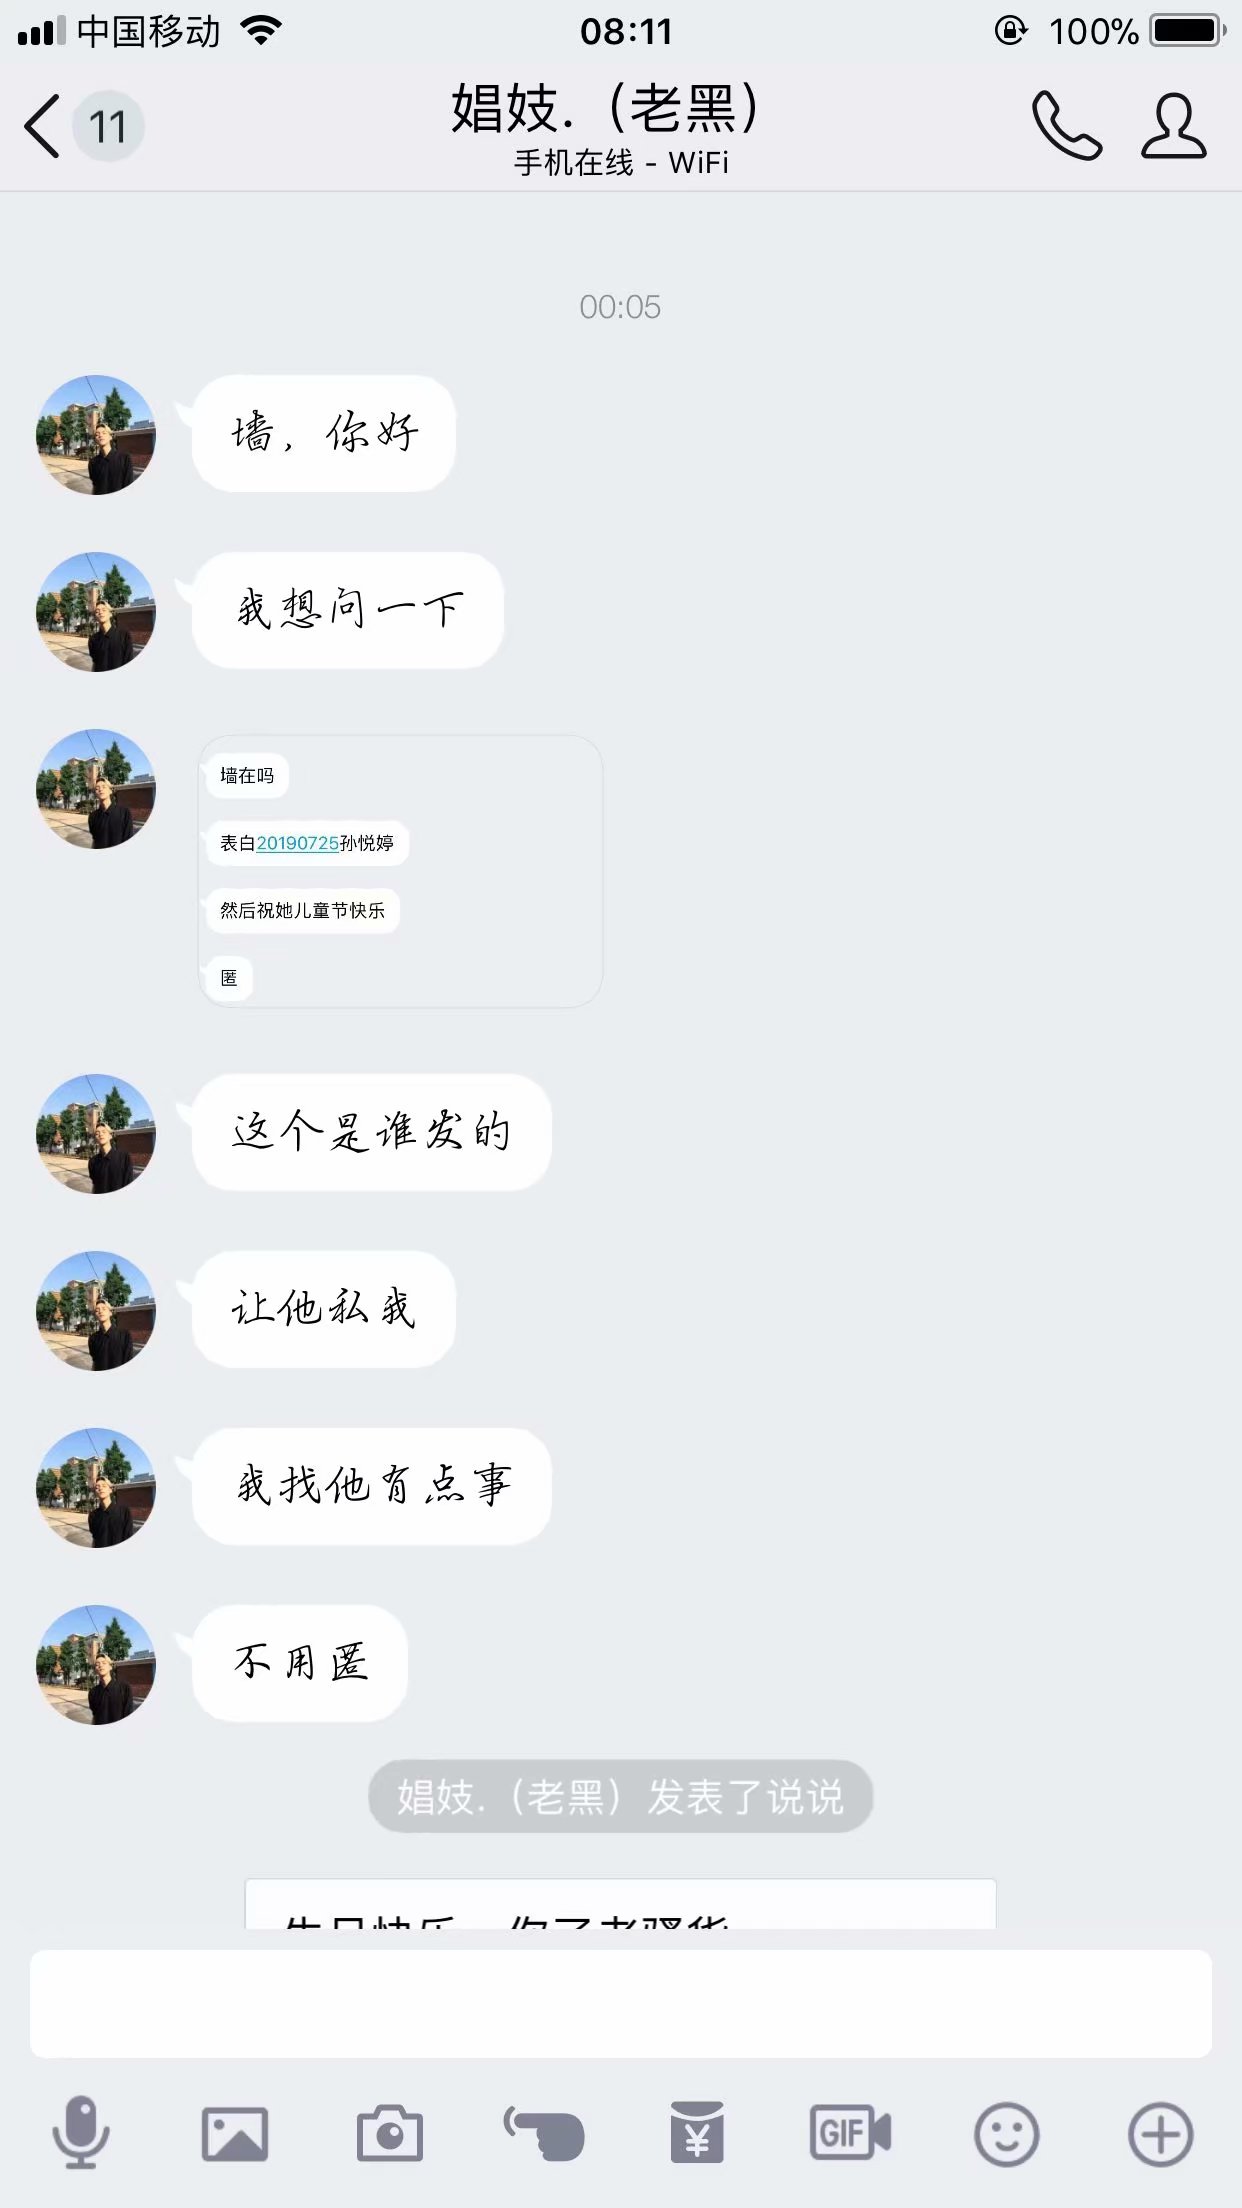 中国移动 08:11 100%
11 娼妓.（老黑）
手机在线 - WiFi
00:05
墙，你好
我想问一下
墙在吗
表白20190725孙悦婷
然后祝她儿童节快乐
匿
这个是谁发的
让他私我
我找他有点事
不用匿
娼妓.（老黑）发表了说说
GIF